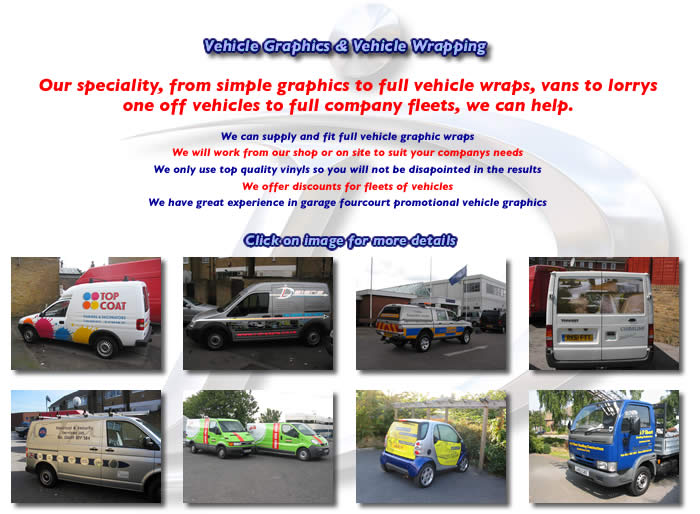 Vehicle Graphics & Vehicle Wrapping
Our speciality, from simple graphics to full vehicle wraps, vans to lorrys
one off vehicles to full company fleets, we can help.
We can supply and fit full vehicle graphic wraps
We will work from our shop or on site to suit your companys needs
We only use top quality vinyls so you will not be disapointed in the results
We offer discounts for fleets of vehicles
We have great experience in garage fourcourt promotional vehicle graphics
Click on image for more details
TOP
COAT